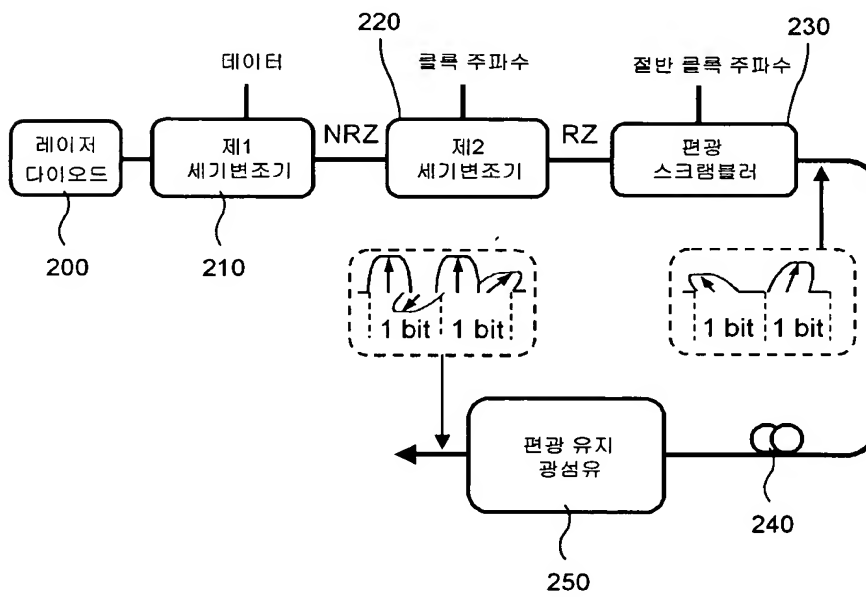 220
230
데이터
클록 주파수
절반 클록 주파수
레이저
다이오드
제1
세기변조기
NRZ
제2
세기변조기
RZ
편광
스크램블러
200
210
1 bit 1 bit
1 bit 1 bit
편광 유지
광섬유
240
250